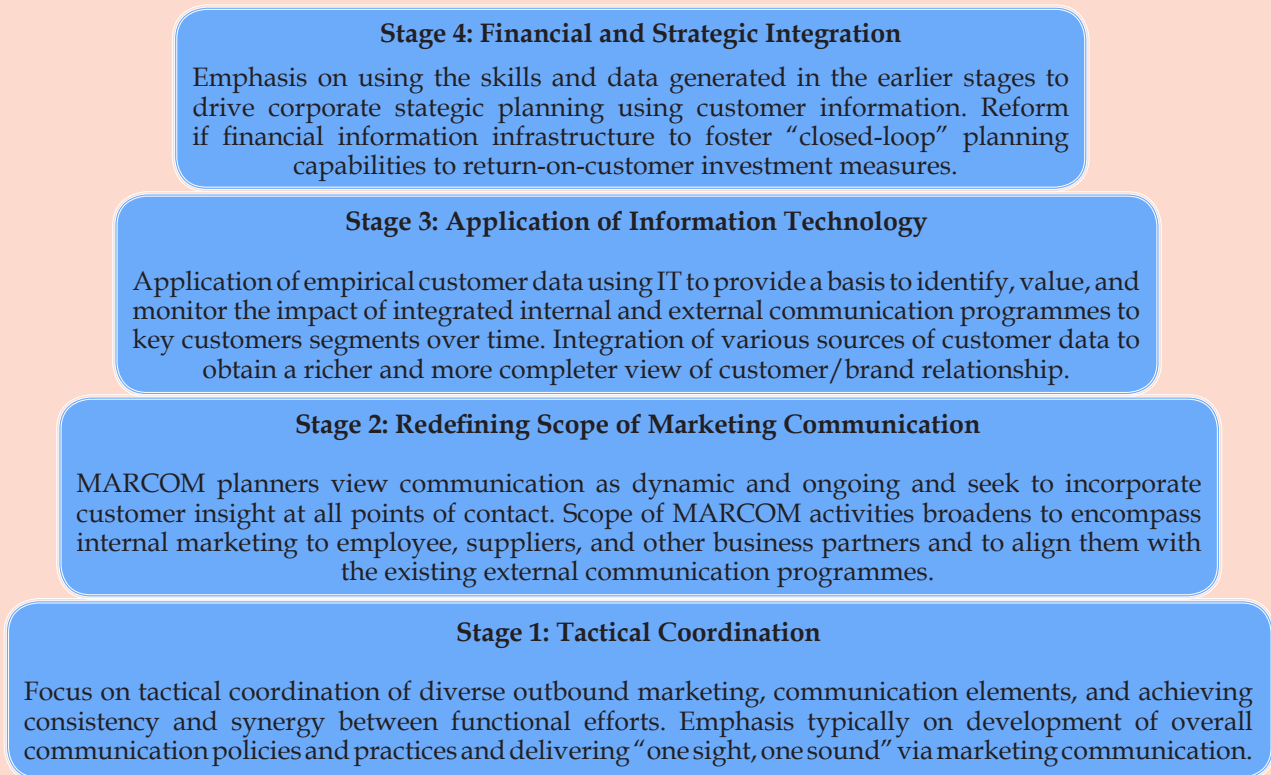 Stage 4: Financial and Strategic Integration
Emphasis on using the skills and data generated in the earlier stages to
drive corporate stategic planning using customer information. Reform
if financial information infrastructure to foster “closed-loop” planning
capabilities to return-on-customer investment measures.
Stage 3: Application of Information Technology
Application of empirical customer data using IT to provide a basis to identify, value, and
monitor the impact of integrated internal and external communication programmes to
key customers segments over time. Integration of various sources of customer data to
obtain a richer and more completer view of customer/brand relationship.
Stage 2: Redefining Scope of Marketing Communication
MARCOM planners view communication as dynamic and ongoing and seek to incorporate
customer insight at all points of contact. Scope of MARCOM activities broadens to encompass
internal marketing to employee, suppliers, and other business partners and to align them with
the existing external communication programmes.
Stage 1: Tactical Coordination
Focus on tactical coordination of diverse outbound marketing, communication elements, and achieving
consistency and synergy between functional efforts. Emphasis typically on development of overall
communication policies and practices and delivering “one sight, one sound” via marketing communication.